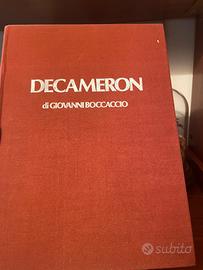 DECAMERON
di GIOVANNI BOCCACCIO
subito